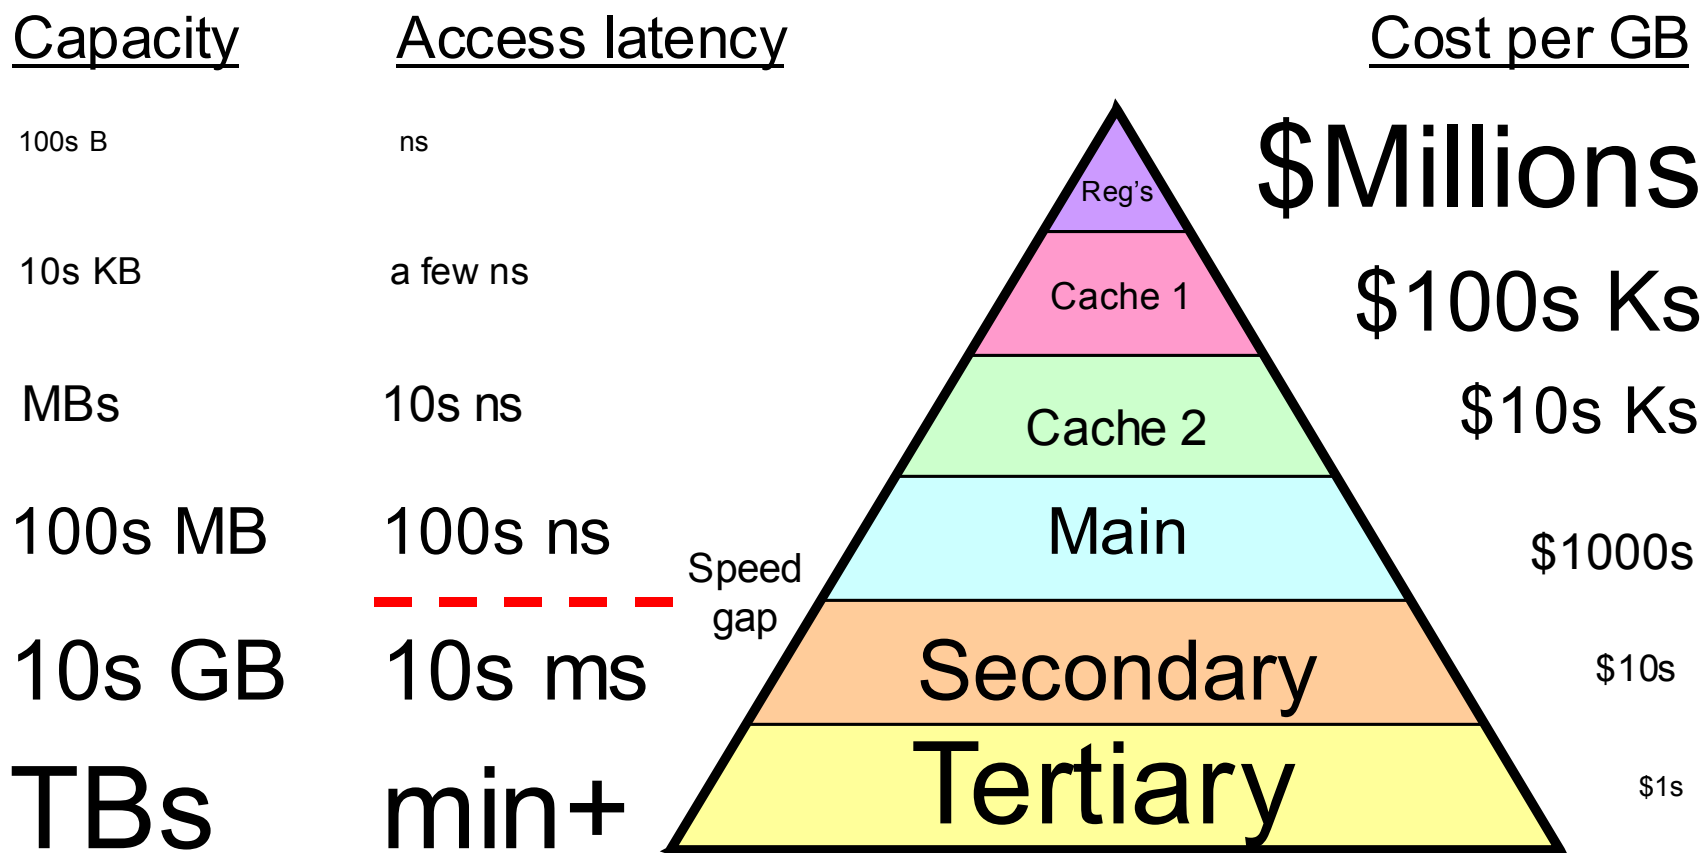 Capacity Access latency Cost per GB
100s B ns Reg’s $Millions
10s KB a few ns Cache 1 $100s Ks
MBs 10s ns Cache 2 $10s Ks
100s MB 100s ns Main $1000s
Speed
gap
10s GB 10s ms Secondary $10s
TBs min+ Tertiary $1s